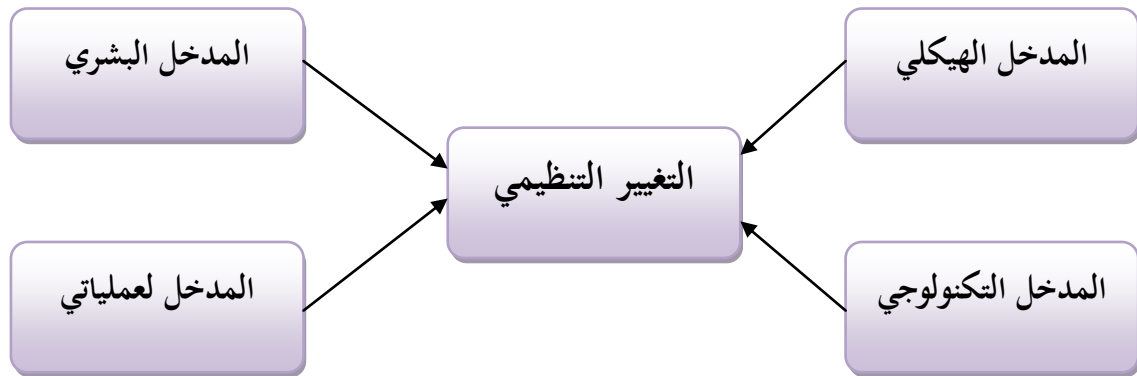 المدخل الهيكلي
المدخل البشري
التغيير التنظيمي
المدخل التكنولوجي
المدخل لعملياتي